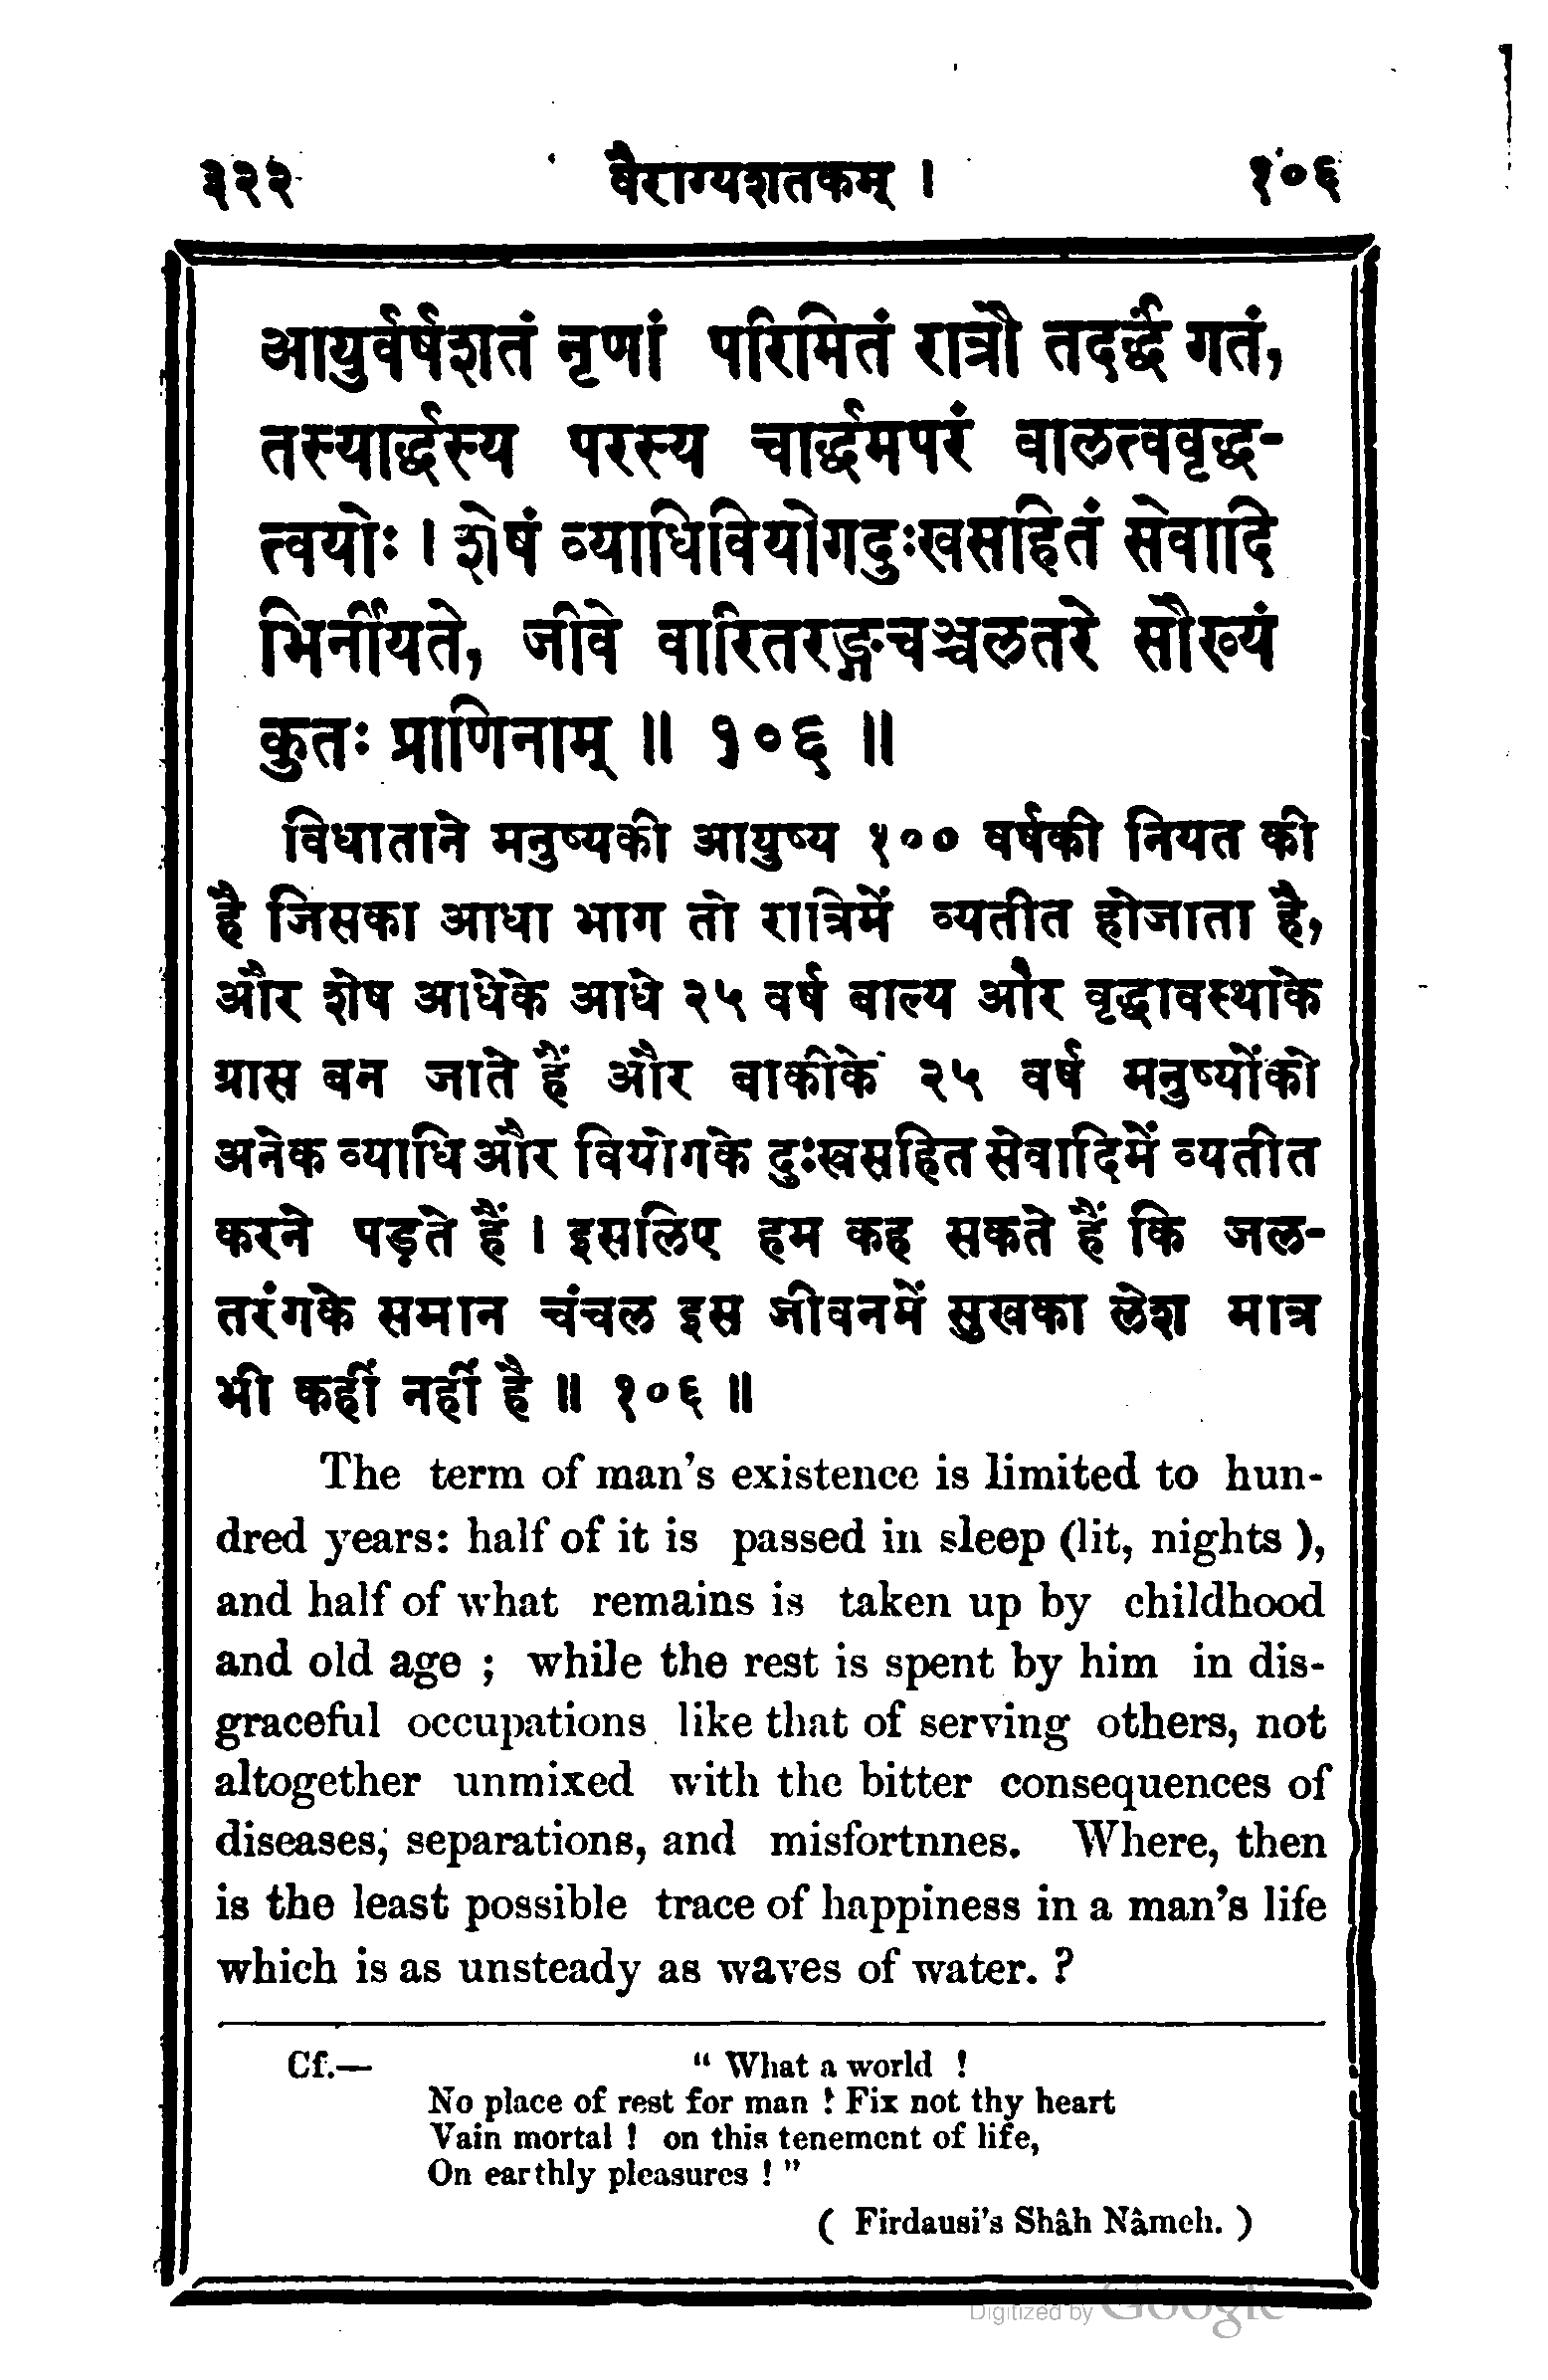 ३२२ वैराग्यशतकम् । १०६
आयुर्वर्षशतं नृणां परिमितं रात्रौ तदर्द्धं गतं,
तस्यार्द्धस्य परस्य चार्द्धमपरं वालत्ववृद्ध-
त्वयोः । शेषं व्याधिवियोगदुःखसहितं सेवादि
भिर्नीयते, जीवे वारितरङ्गचञ्चलतरे सौख्यं
कुतः प्राणिनाम् ॥ १०६ ॥
विधाताने मनुष्यकी आयुष्य १०० वर्षकी नियत की
है जिसका आधा भाग तो रात्रिमें व्यतीत होजाता है,
और शेष आधेके आधे २५ वर्ष बाल्य और वृद्धावस्थाके
ग्रास बन जाते हैं और बाकीके २५ वर्ष मनुष्योंको
अनेक व्याधि और वियोगके दुःखसहित सेवादिमें व्यतीत
करने पड़ते हैं । इसलिए हम कह सकते हैं कि जल-
तरंगके समान चंचल इस जीवनमें सुखका लेश मात्र
भी कहीं नहीं है ॥ १०६ ॥
The term of man's existence is limited to hun-
dred years: half of it is passed in sleep (lit, nights ),
and half of what remains is taken up by childhood
and old age ; while the rest is spent by him in dis-
graceful occupations like that of serving others, not
altogether unmixed with the bitter consequences of
diseases, separations, and misfortnnes. Where, then
is the least possible trace of happiness in a man's life
which is as unsteady as waves of water. ?
Cf.— " What a world !
No place of rest for man ! Fix not thy heart
Vain mortal ! on this tenement of life,
On earthly pleasures ! "
( Firdausi's Shâh Nâmeh. )
Digitized by Google